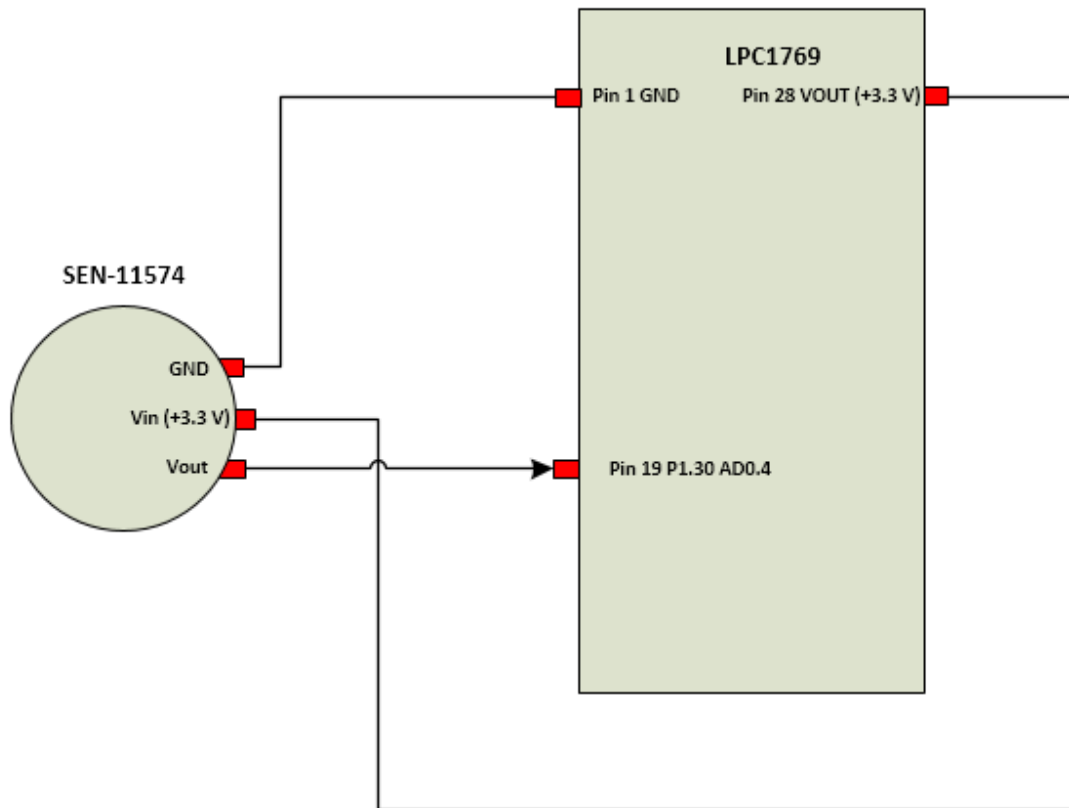 LPC1769
Pin 1 GND
Pin 28 VOUT (+3.3 V)
SEN-11574
GND
Vin (+3.3 V)
Vout
Pin 19 P1.30 AD0.4